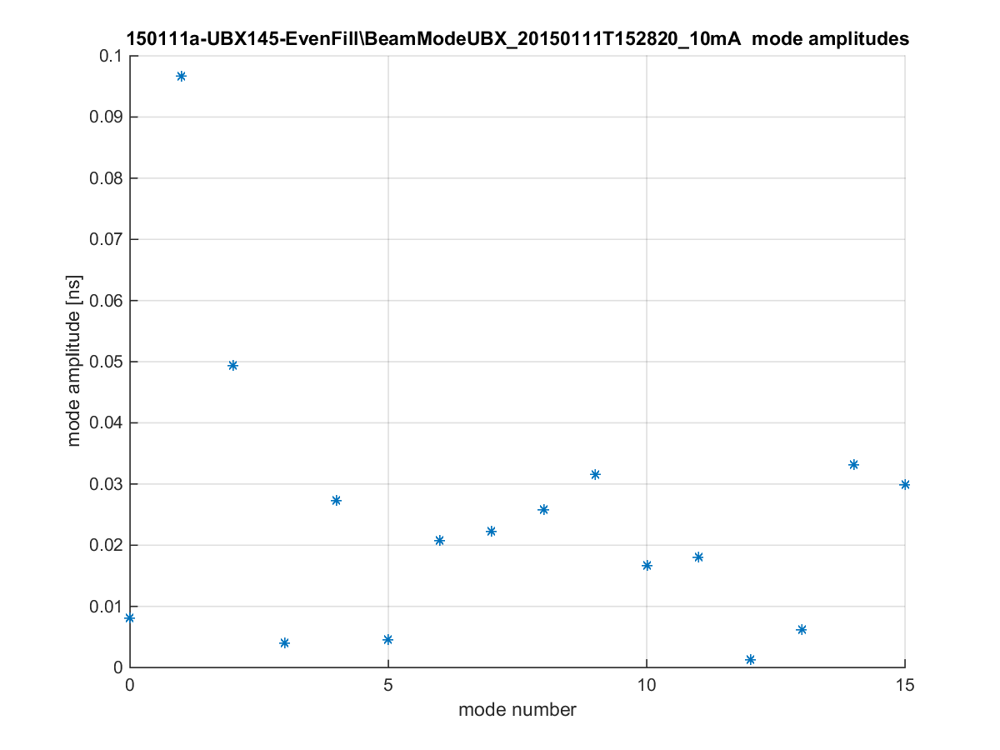 150111a-UBX145-EvenFill\BeamModeUBX_20150111T152820_10mA  mode amplitudes
0.1
0.09
0.08
0.07
0.06
0.05
0.04
0.03
0.02
0.01
0
mode amplitude [ns]
0 5 10 15
mode number